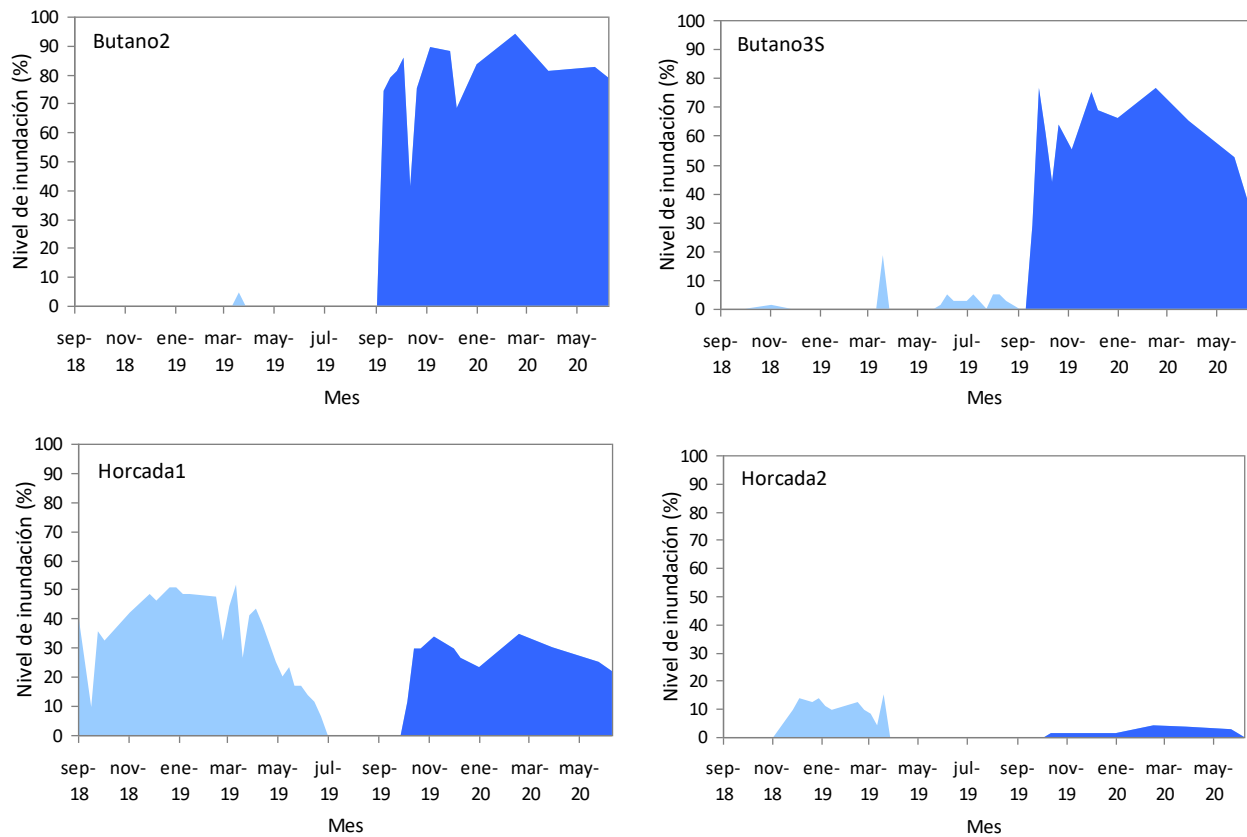 Butano2
Nivel de inundación (%)
100
90
80
70
60
50
40
30
20
10
0
sep- nov- ene- mar- may- jul- sep- nov- ene- mar- may-
18 18 19 19 19 19 19 19 20 20 20
Mes
Butano3S
Nivel de inundación (%)
100
90
80
70
60
50
40
30
20
10
0
sep- nov- ene- mar- may- jul- sep- nov- ene- mar- may-
18 18 19 19 19 19 19 19 20 20 20
Mes
Horcada1
Nivel de inundación (%)
100
90
80
70
60
50
40
30
20
10
0
sep- nov- ene- mar- may- jul- sep- nov- ene- mar- may-
18 18 19 19 19 19 19 19 20 20 20
Mes
Horcada2
Nivel de inundación (%)
100
90
80
70
60
50
40
30
20
10
0
sep- nov- ene- mar- may- jul- sep- nov- ene- mar- may-
18 18 19 19 19 19 19 19 20 20 20
Mes